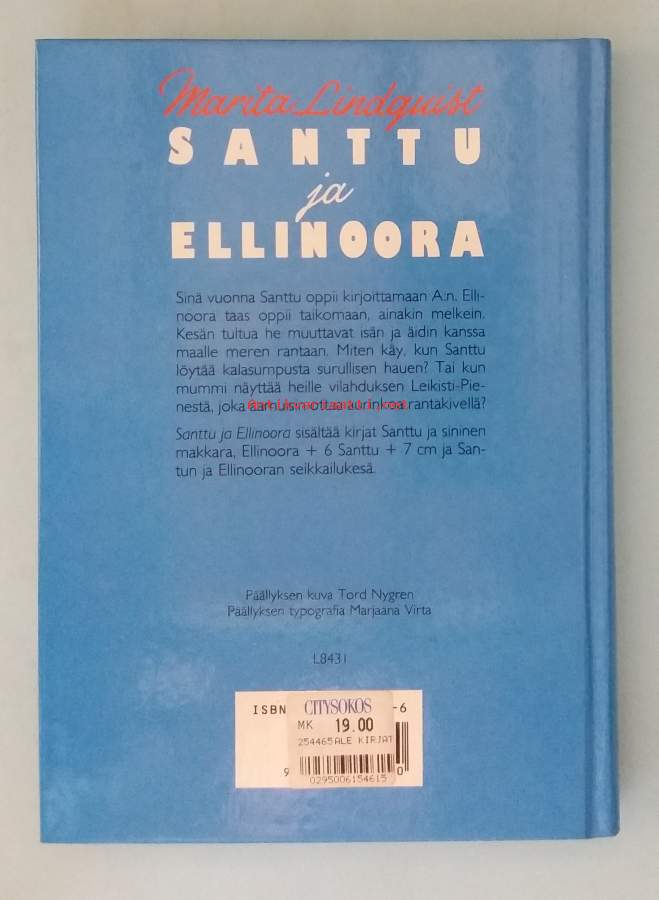 Marita Lindquist
SANTTU
ja
ELLINOORA
Sinä vuonna Santtu oppii kirjoittamaan A:n. Elli-
noora taas oppii taikomaan, ainakin melkein.
Kesän tultua he muuttavat isän ja äidin kanssa
maalle meren rantaan. Miten käy, kun Santtu
löytää kalasumpusta surullisen hauen? Tai kun
mummi näyttää heille vilahduksen Leikisti-Pie-
nestä, joka aamuisin ottaa aurinkoa rantakivellä?
Santtu ja Ellinoora sisältää kirjat Santtu ja sininen
makkara, Ellinoora + 6 Santtu + 7 cm ja San-
tun ja Ellinooran seikkailukesä.
Päällyksen kuva Tord Nygren
Päällyksen typografia Marjaana Virta
L8431
ISBN -6
CITYSOKOS
MK 19.00
254465 ALE KIRJAT
9 0
0295006154615